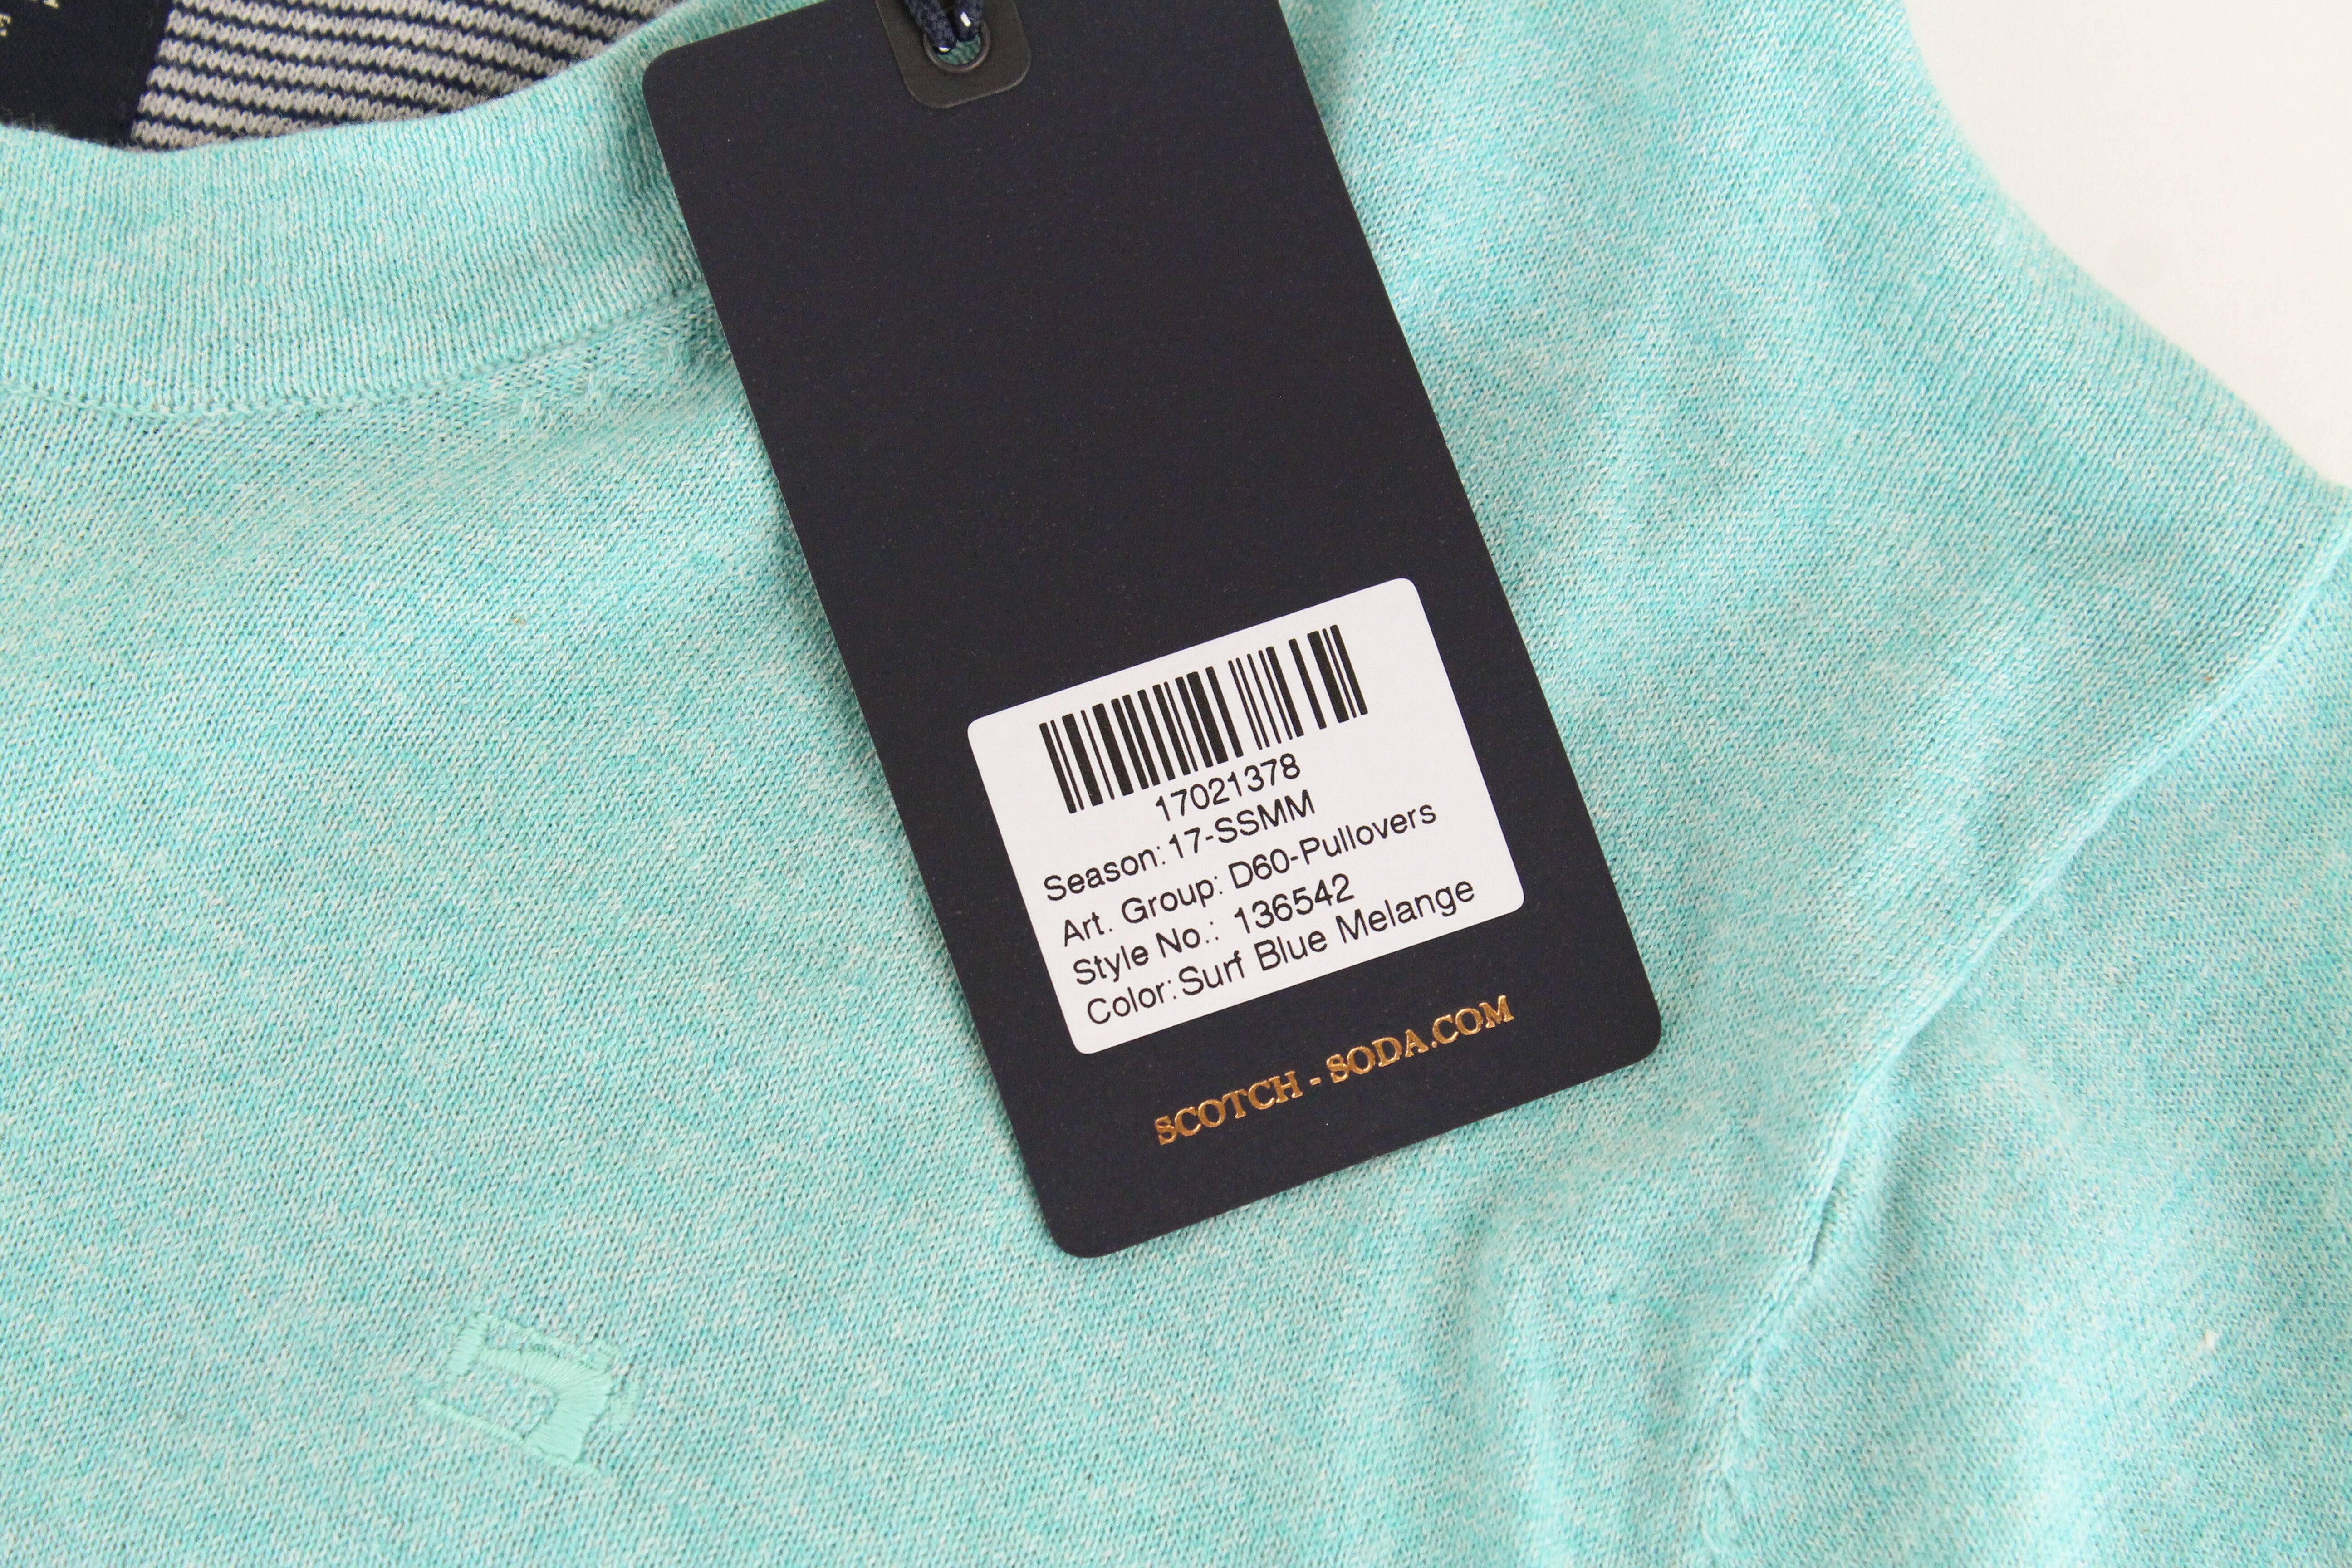 17021378
Season:17-SSMM
Art. Group: D60-Pullovers
Style No.: 136542
Color:Surf Blue Melange
SCOTCH - SODA.COM